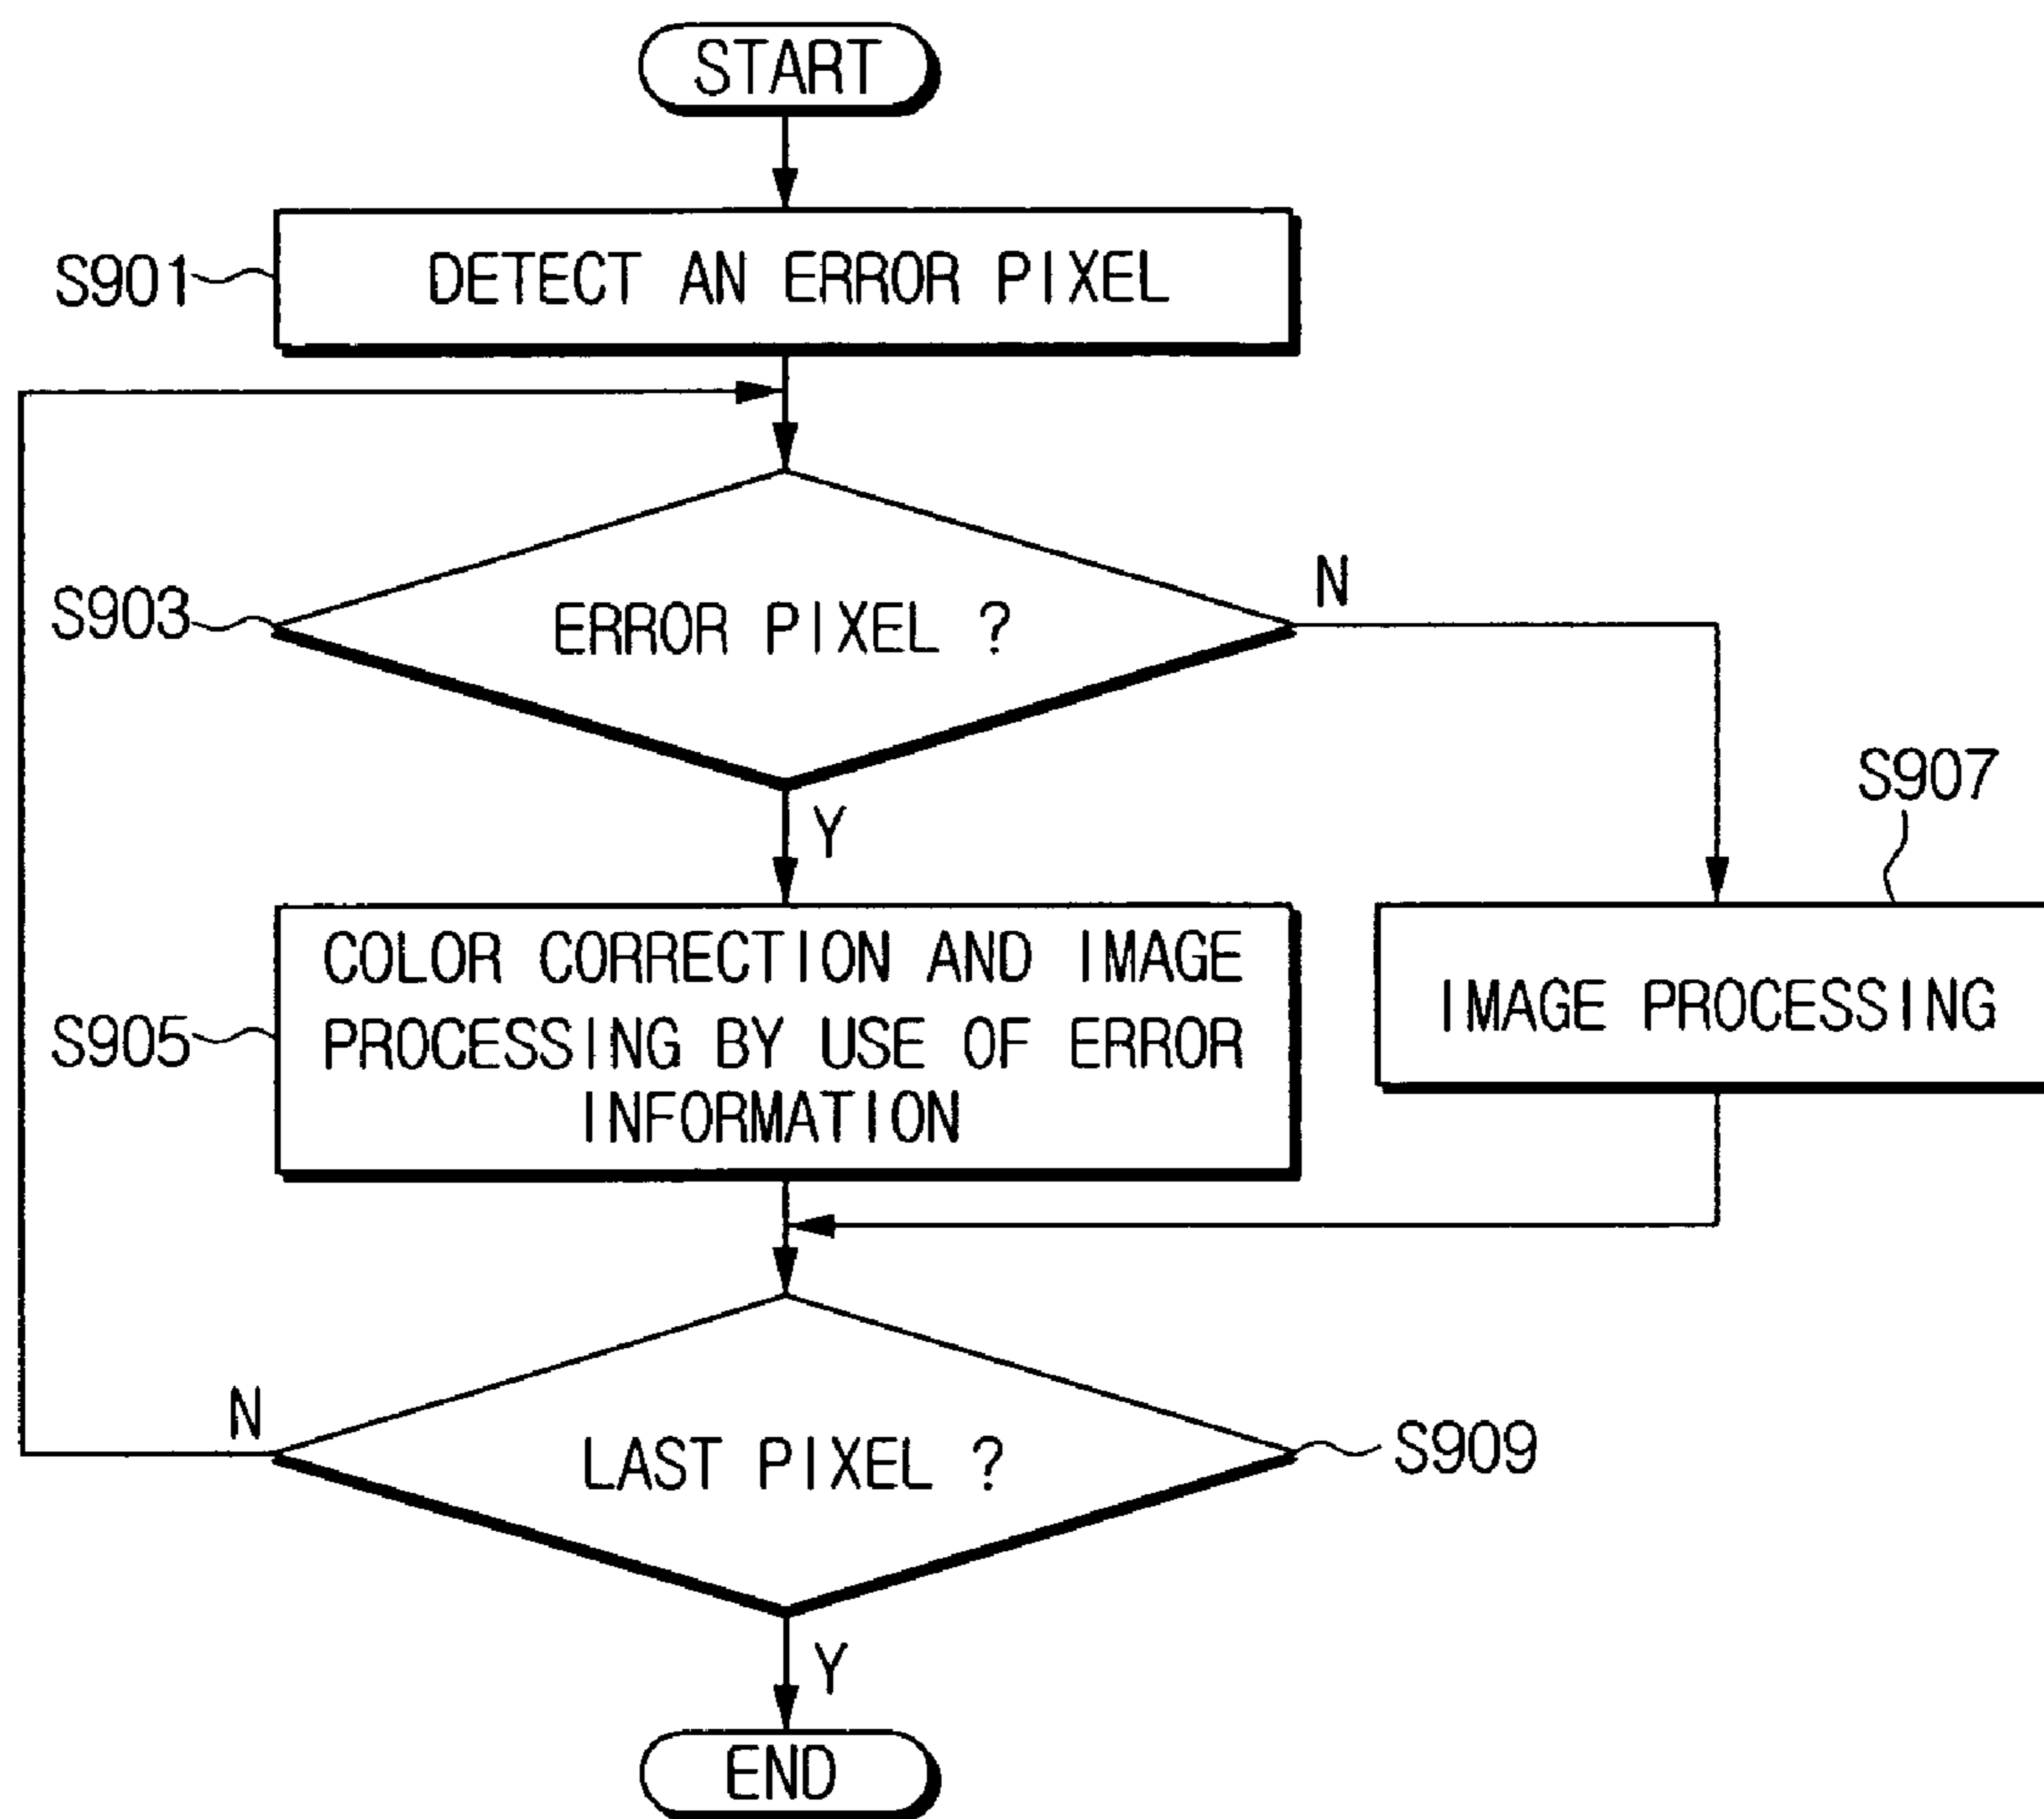 START
S901
DETECT AN ERROR PIXEL
S903
ERROR PIXEL ?
N
Y
S907
S905
COLOR CORRECTION AND IMAGE
PROCESSING BY USE OF ERROR
INFORMATION
IMAGE PROCESSING
N
LAST PIXEL ?
S909
Y
END